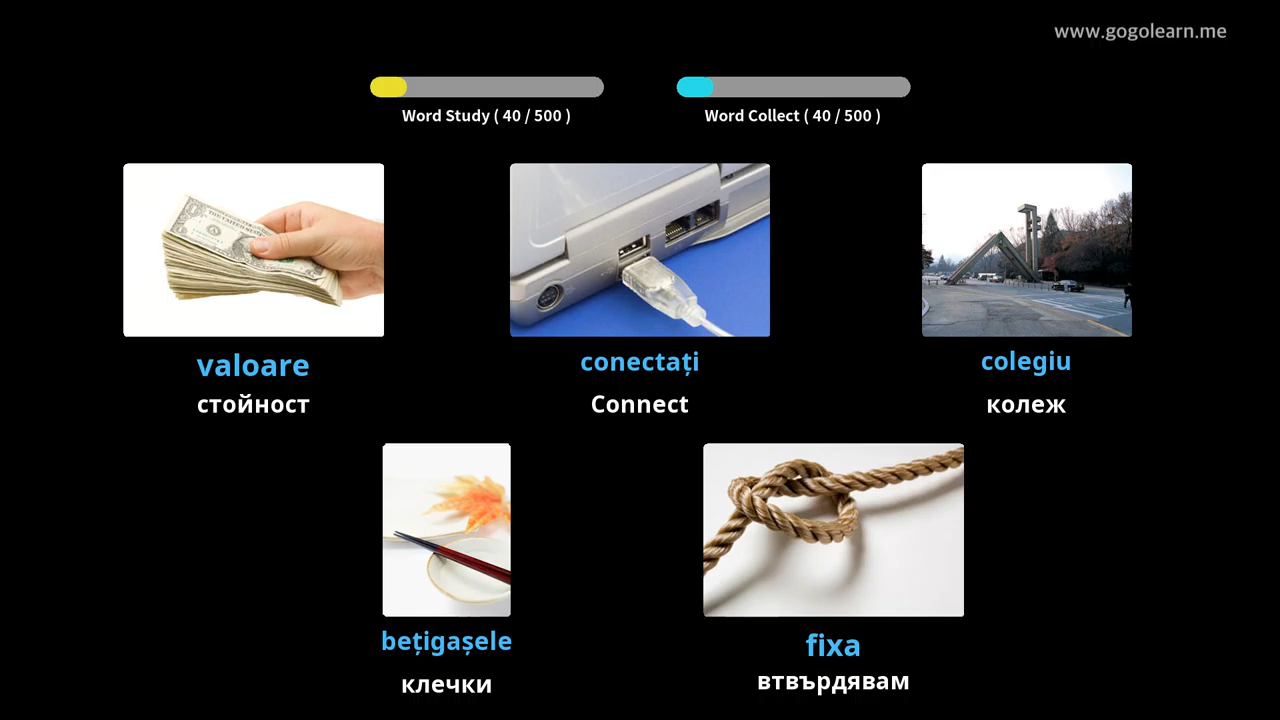 www.gogolearn.me
Word Study ( 40 / 500 )
Word Collect ( 40 / 500 )
valoare
стойност
conectați
Connect
colegiu
колеж
bețigașele
клечки
fixa
втвърдявам